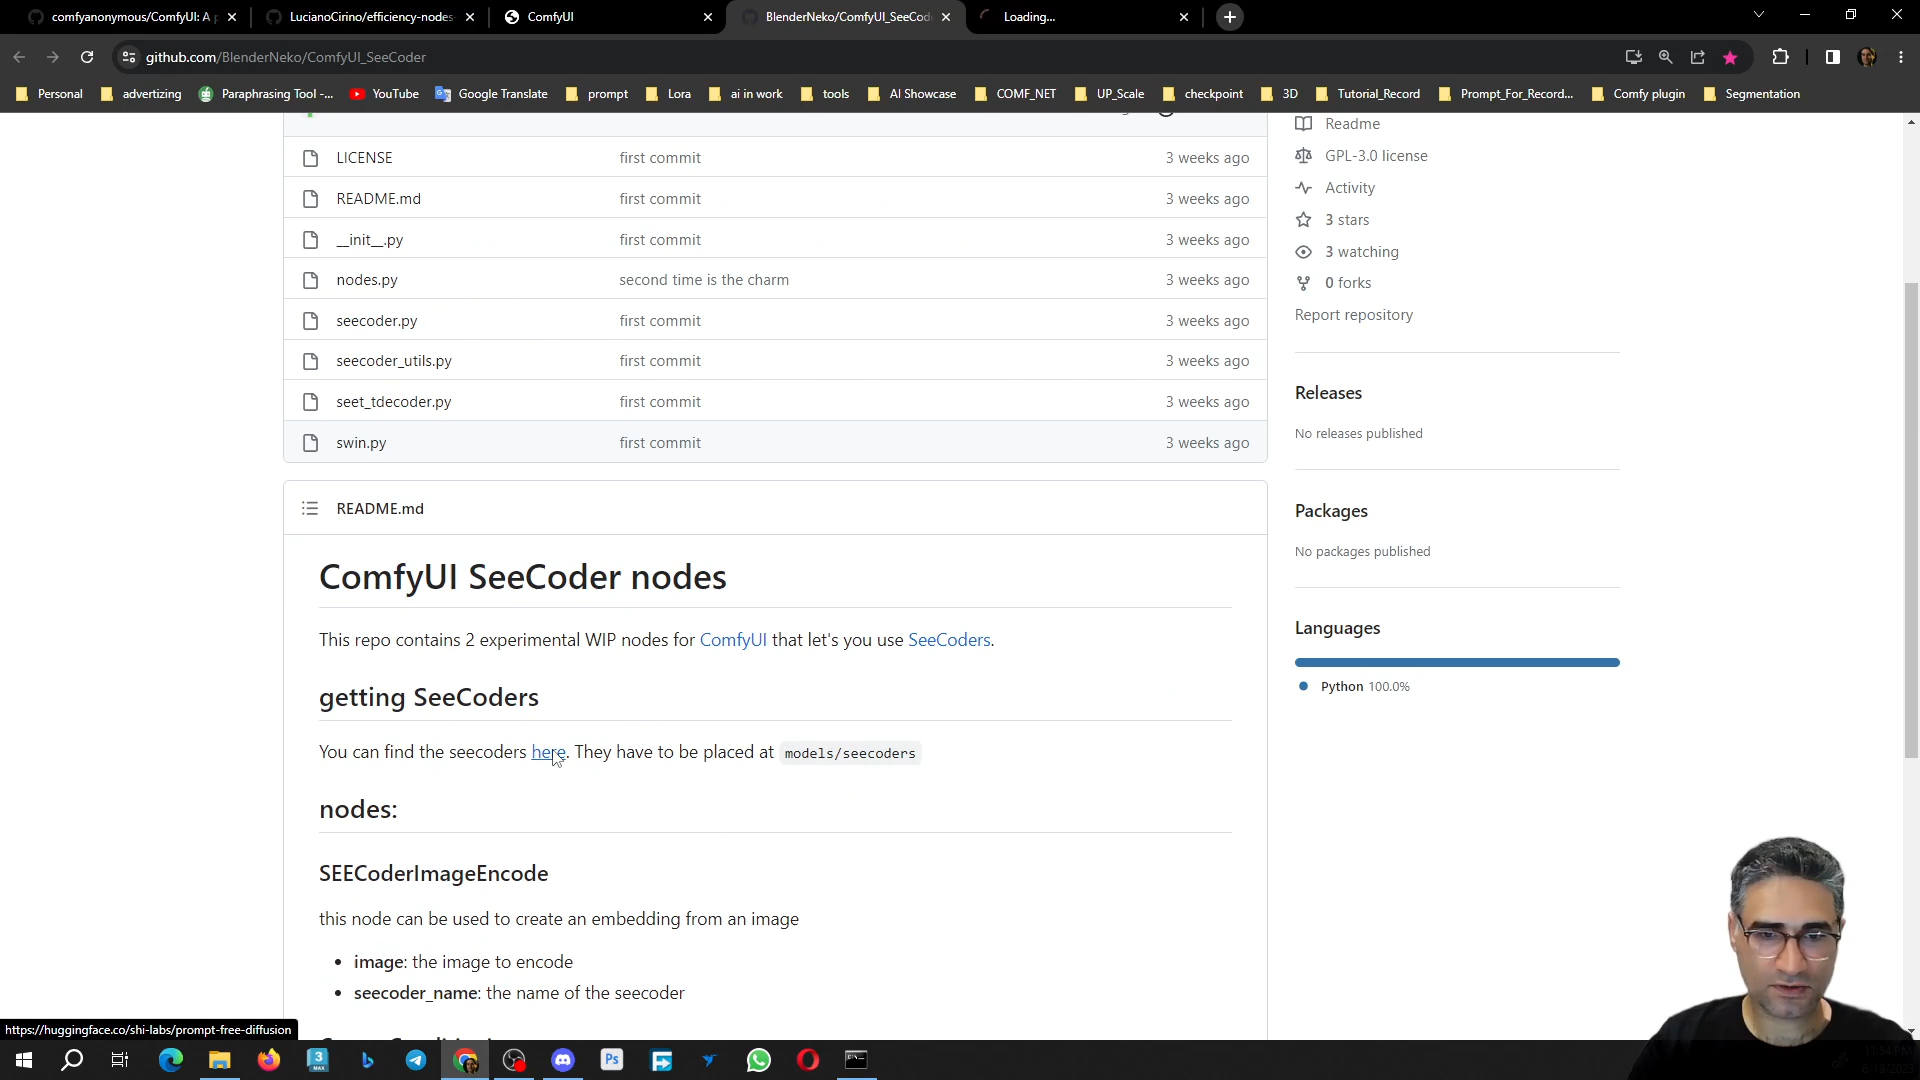 comfyanonymous/ComfyUI: A p
LucianoCirino/efficiency-nodes-
ComfyUI
BlenderNeko/ComfyUI_SeeCod
Loading...
github.com/BlenderNeko/ComfyUI_SeeCoder
Personal
advertizing
Paraphrasing Tool -...
YouTube
Google Translate
prompt
Lora
ai in work
tools
AI Showcase
COMF_NET
UP_Scale
checkpoint
3D
Tutorial_Record
Prompt_For_Record...
Comfy plugin
Segmentation
LICENSE first commit 3 weeks ago
README.md first commit 3 weeks ago
__init__.py first commit 3 weeks ago
nodes.py second time is the charm 3 weeks ago
seecoder.py first commit 3 weeks ago
seecoder_utils.py first commit 3 weeks ago
seet_tdecoder.py first commit 3 weeks ago
swin.py first commit 3 weeks ago
Readme
GPL-3.0 license
Activity
3 stars
3 watching
0 forks
Report repository
Releases
No releases published
Packages
No packages published
Languages
Python 100.0%
README.md
ComfyUI SeeCoder nodes
This repo contains 2 experimental WIP nodes for ComfyUI that let's you use SeeCoders.
getting SeeCoders
You can find the seecoders here. They have to be placed at models/seecoders
nodes:
SEECoderImageEncode
this node can be used to create an embedding from an image
• image: the image to encode
• seecoder_name: the name of the seecoder
https://huggingface.co/shi-labs/prompt-free-diffusion
3
MAX
Ps